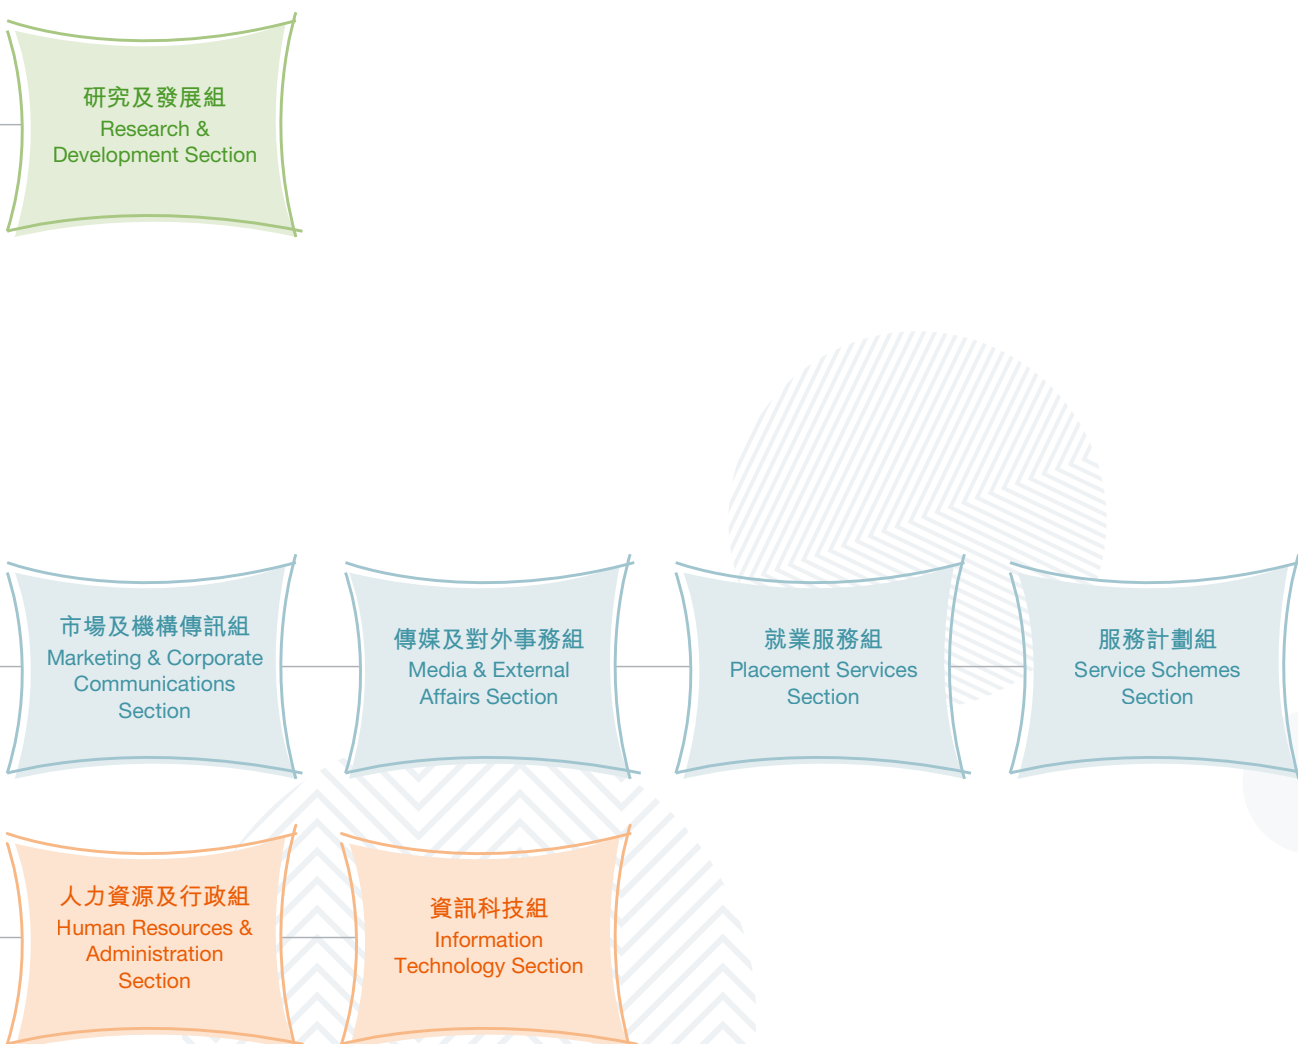 研究及發展組
Research &
Development Section
市場及機構傳訊組
Marketing & Corporate
Communications
Section
傳媒及對外事務組
Media & External
Affairs Section
就業服務組
Placement Services
Section
服務計劃組
Service Schemes
Section
人力資源及行政組
Human Resources &
Administration
Section
資訊科技組
Information
Technology Section